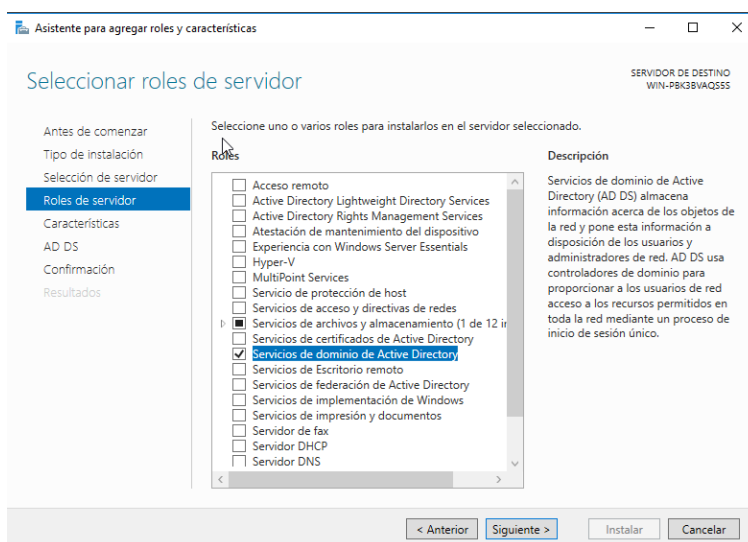 Asistente para agregar roles y características
Seleccionar roles de servidor
SERVIDOR DE DESTINO
WIN-PBK3BVAQS5S
Antes de comenzar
Tipo de instalación
Selección de servidor
Roles de servidor
Características
AD DS
Confirmación
Resultados
Seleccione uno o varios roles para instalarlos en el servidor seleccionado.
Roles
Acceso remoto
Active Directory Lightweight Directory Services
Active Directory Rights Management Services
Atestación de mantenimiento del dispositivo
Experiencia con Windows Server Essentials
Hyper-V
MultiPoint Services
Servicio de protección de host
Servicios de acceso y directivas de redes
Servicios de archivos y almacenamiento (1 de 12 in
Servicios de certificados de Active Directory
Servicios de dominio de Active Directory
Servicios de Escritorio remoto
Servicios de federación de Active Directory
Servicios de implementación de Windows
Servicios de impresión y documentos
Servidor de fax
Servidor DHCP
Servidor DNS
Descripción
Servicios de dominio de Active
Directory (AD DS) almacena
información acerca de los objetos de
la red y pone esta información a
disposición de los usuarios y
administradores de red. AD DS usa
controladores de dominio para
proporcionar a los usuarios de red
acceso a los recursos permitidos en
toda la red mediante un proceso de
inicio de sesión único.
< Anterior
Siguiente >
Instalar
Cancelar